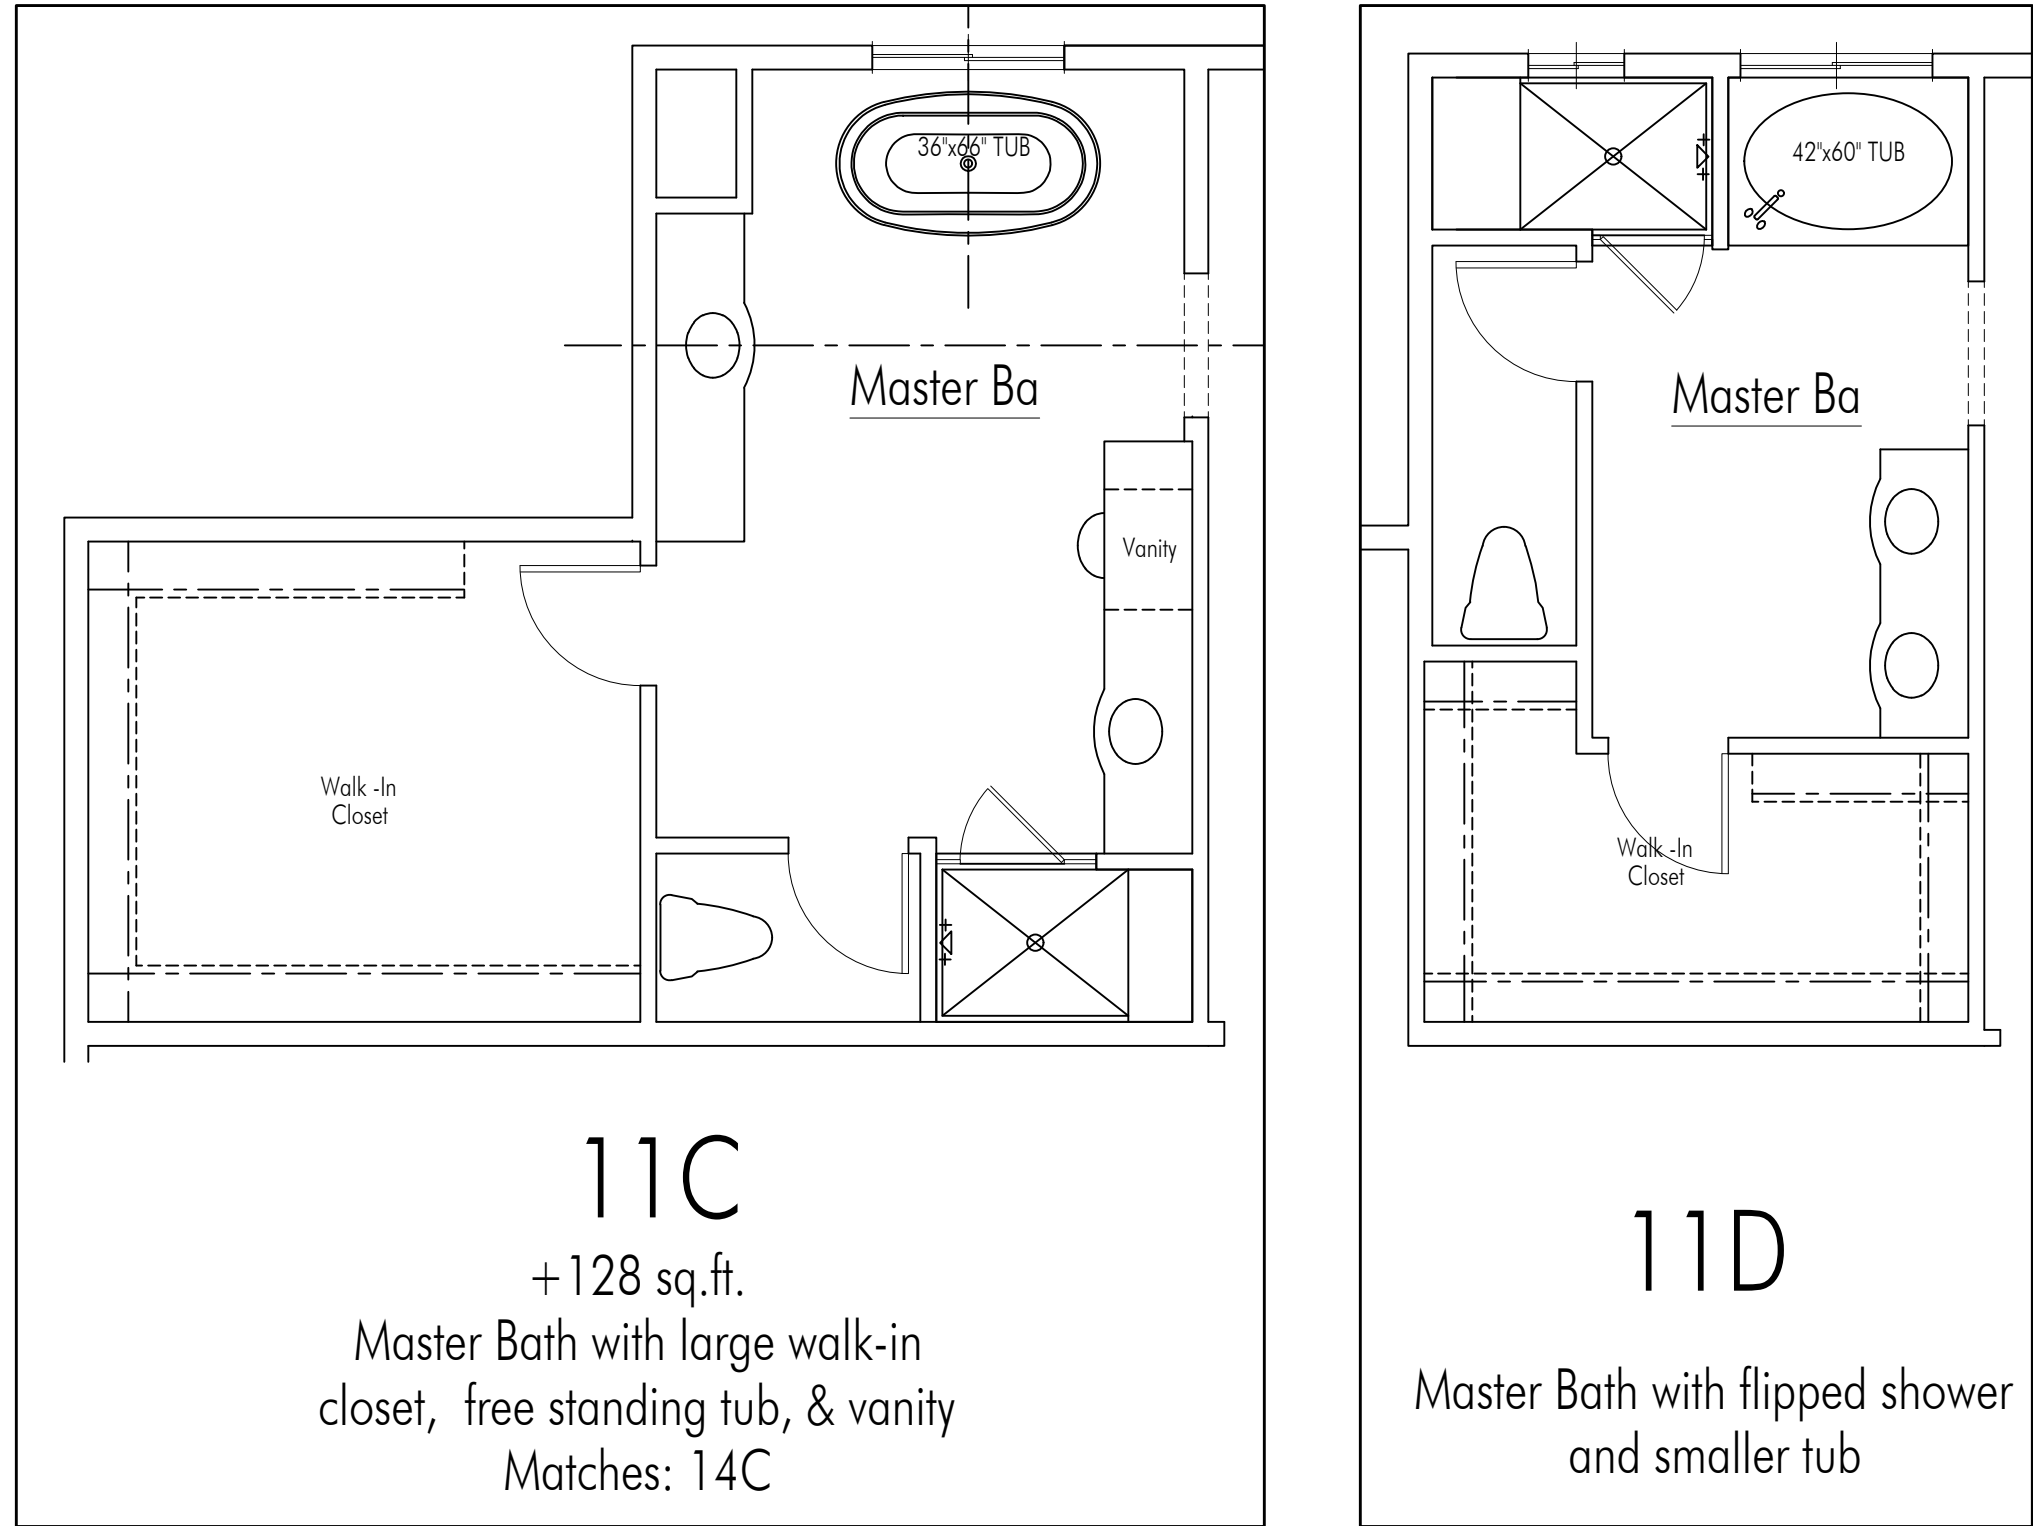 36"x66" TUB
Master Ba
Vanity
Walk -In
Closet
11C
+128 sq.ft.
Master Bath with large walk-in
closet,  free standing tub, & vanity
Matches: 14C
42"x60" TUB
Master Ba
Walk -In
Closet
11D
Master Bath with flipped shower
and smaller tub